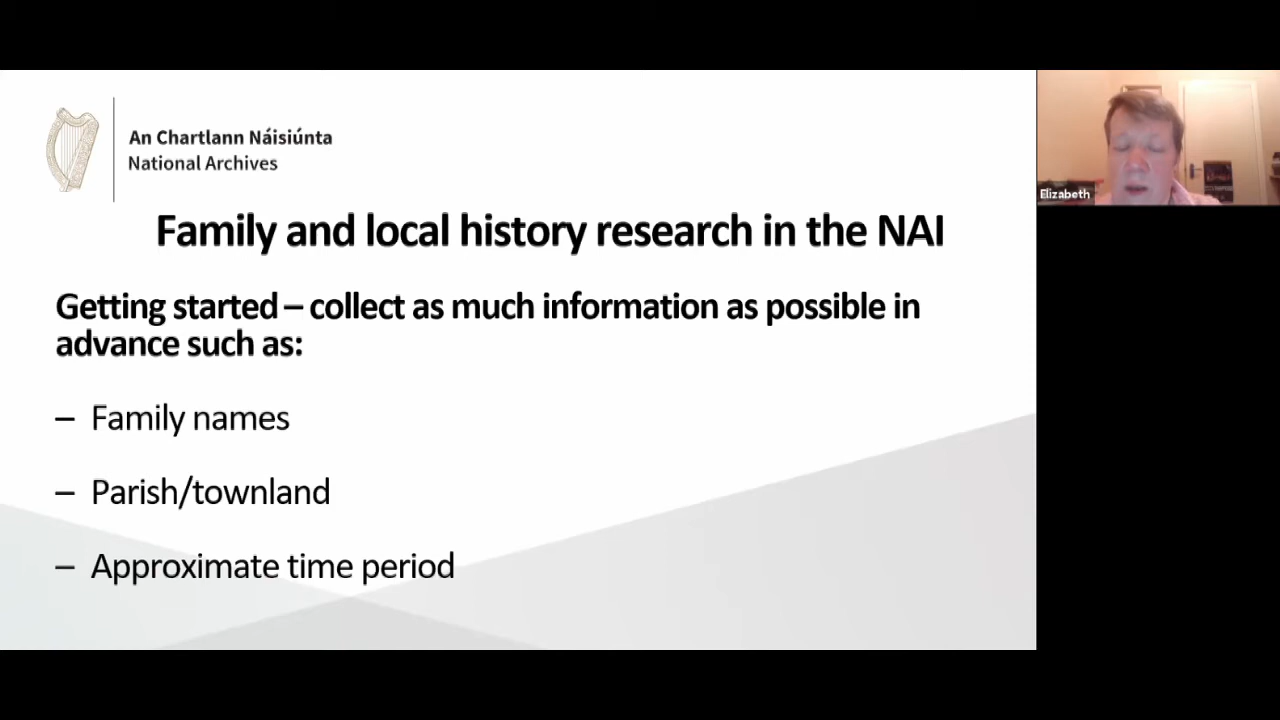 An Chartlann Náisiúnta
National Archives
Family and local history research in the NAI
Getting started – collect as much information as possible in
advance such as:
– Family names
– Parish/townland
– Approximate time period
Elizabeth